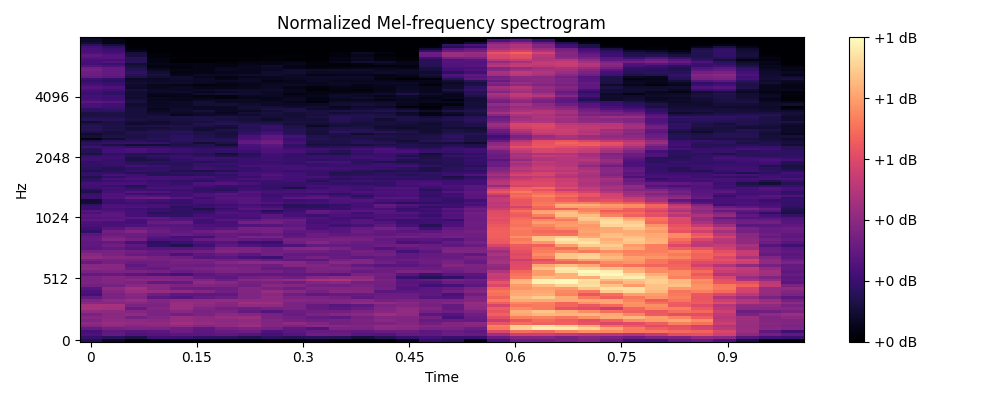 Normalized Mel-frequency spectrogram
Hz
4096
2048
1024
512
0
0 0.15 0.3 0.45 0.6 0.75 0.9
Time
+1 dB
+1 dB
+1 dB
+0 dB
+0 dB
+0 dB